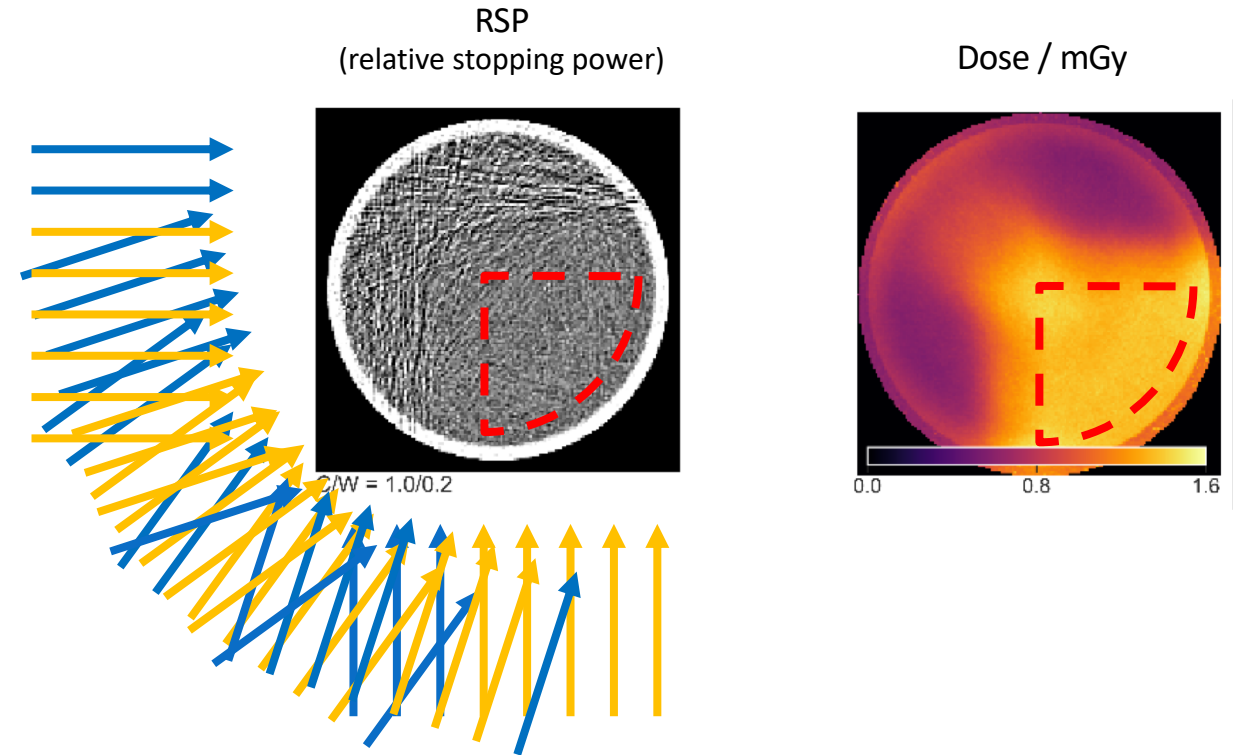 RSP
(relative stopping power)
Dose / mGy
C/W = 1.0/0.2
0.0 0.8 1.6